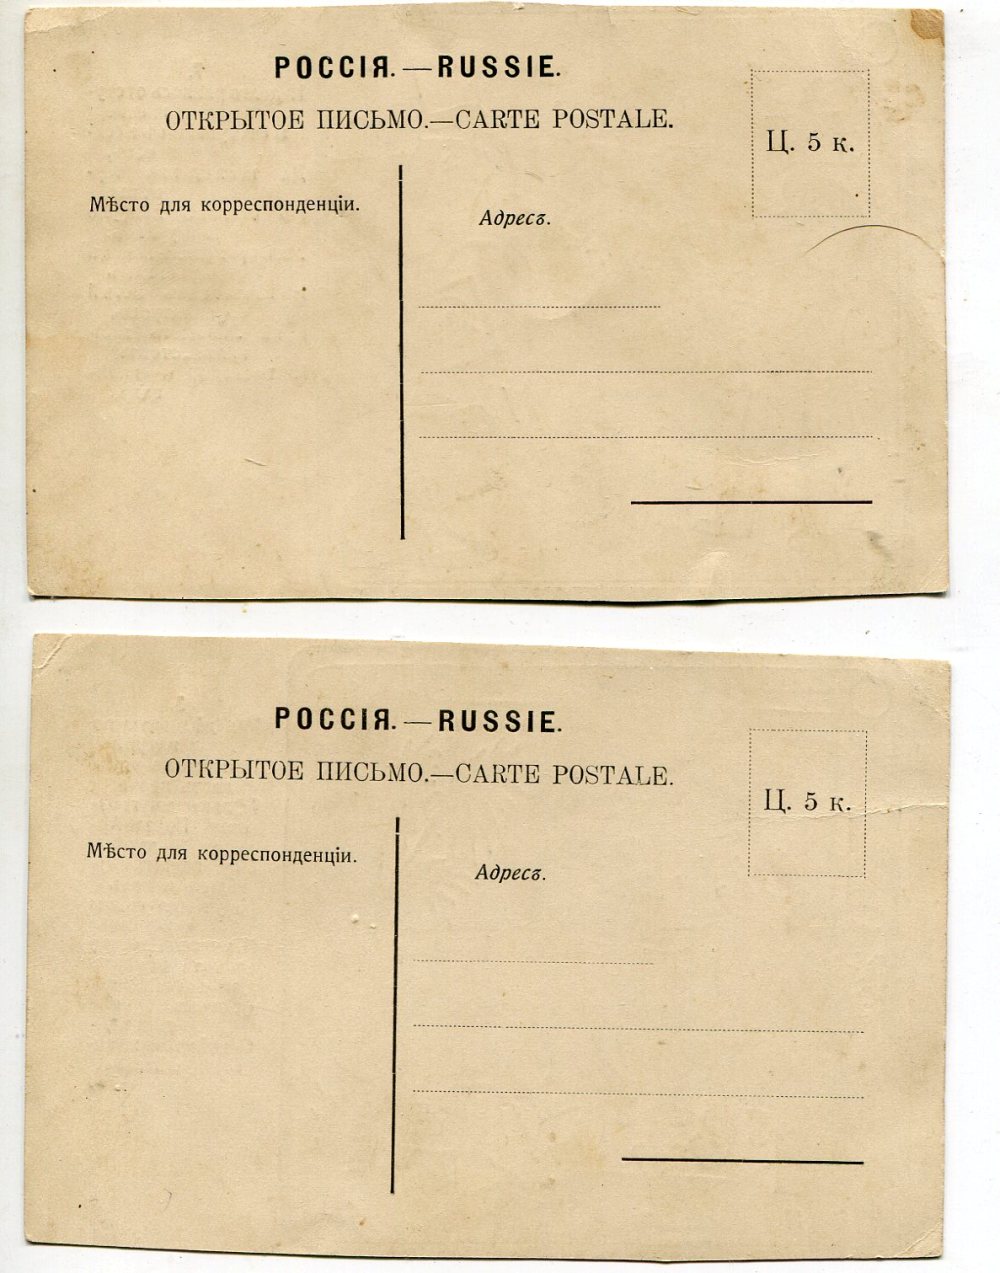 РОССІЯ.—RUSSIE.
ОТКРЫТОЕ ПИСЬМО.—CARTE POSTALE.
Ц. 5 к.
Мѣсто для корреспонденціи.
Адресъ.
РОССІЯ.—RUSSIE.
ОТКРЫТОЕ ПИСЬМО.—CARTE POSTALE.
Ц. 5 к.
Мѣсто для корреспонденціи.
Адресъ.